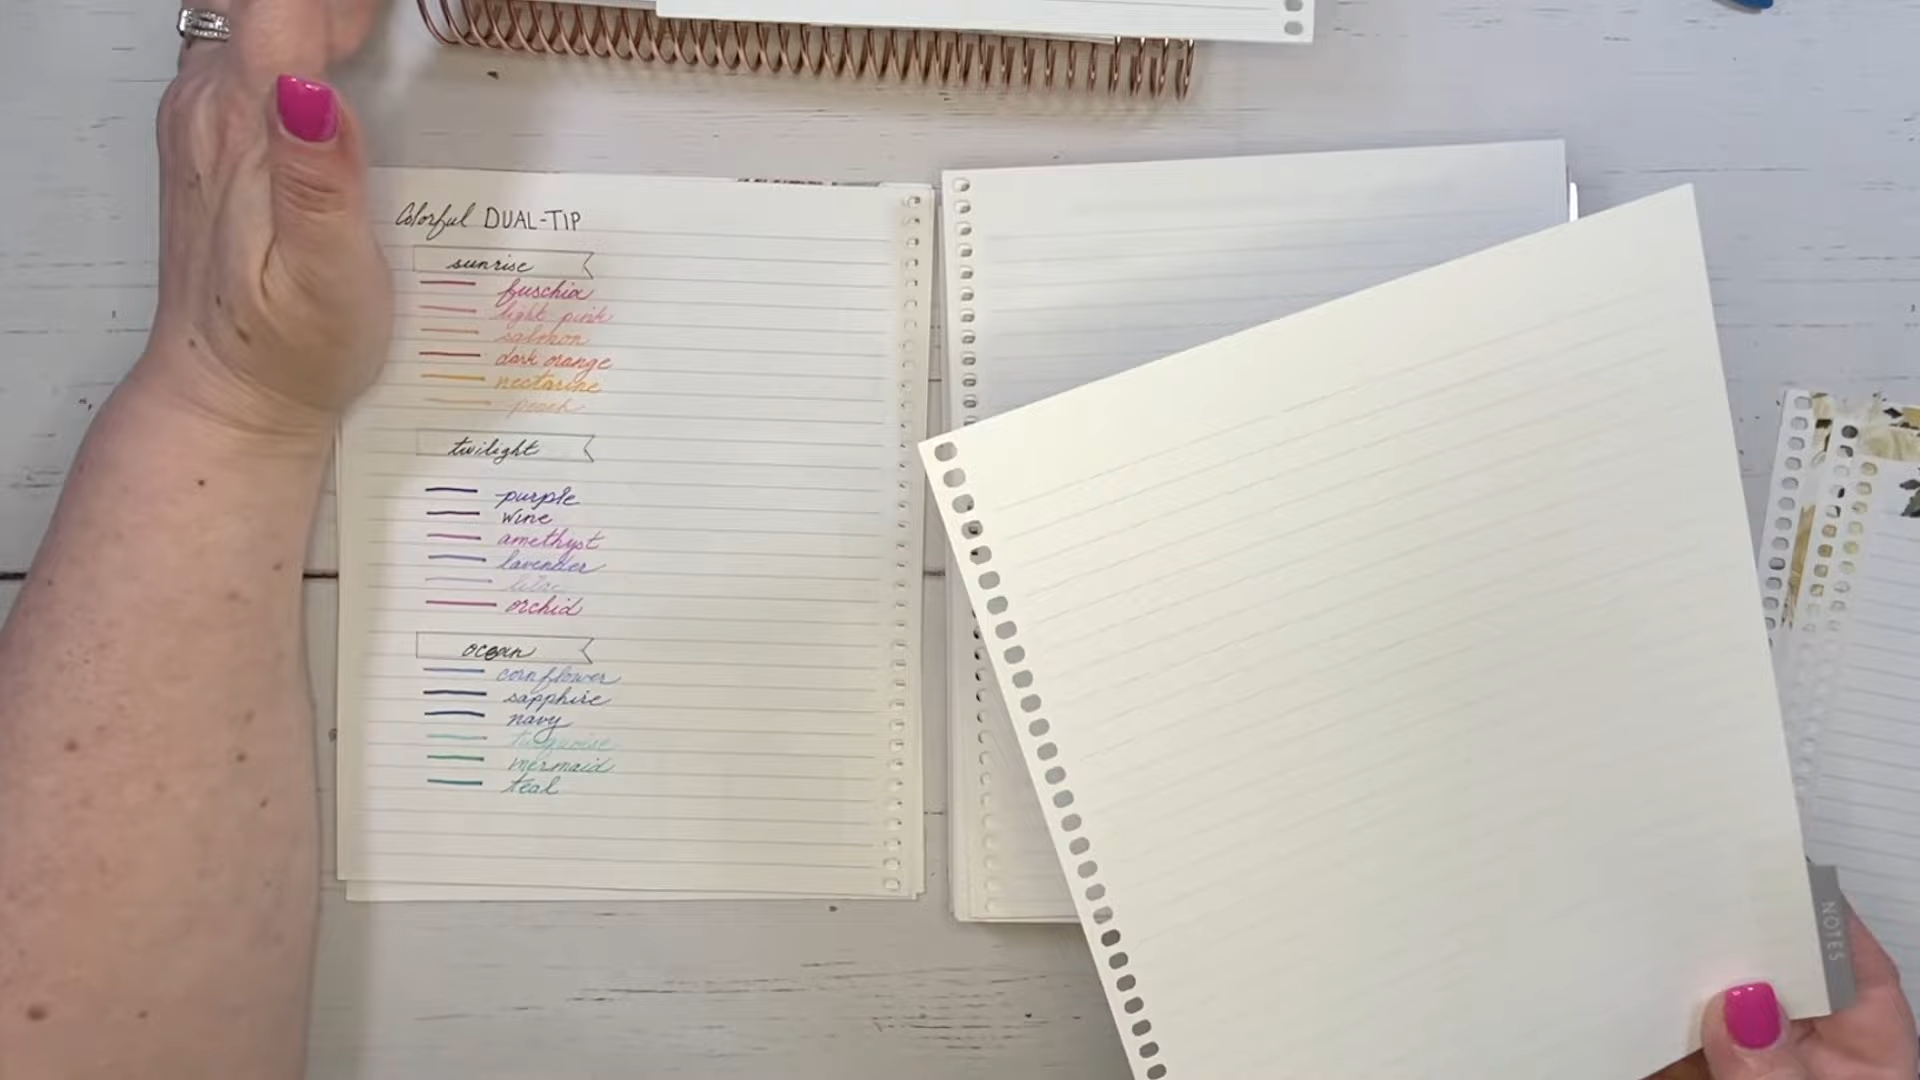 Colorful DUAL-TIP
sunrise
fuschia
light pink
salmon
dark orange
nectarine
peach
twilight
purple
wine
amethyst
lavender
lilac
orchid
ocean
cornflower
sapphire
navy
turquoise
mermaid
teal
NOTES